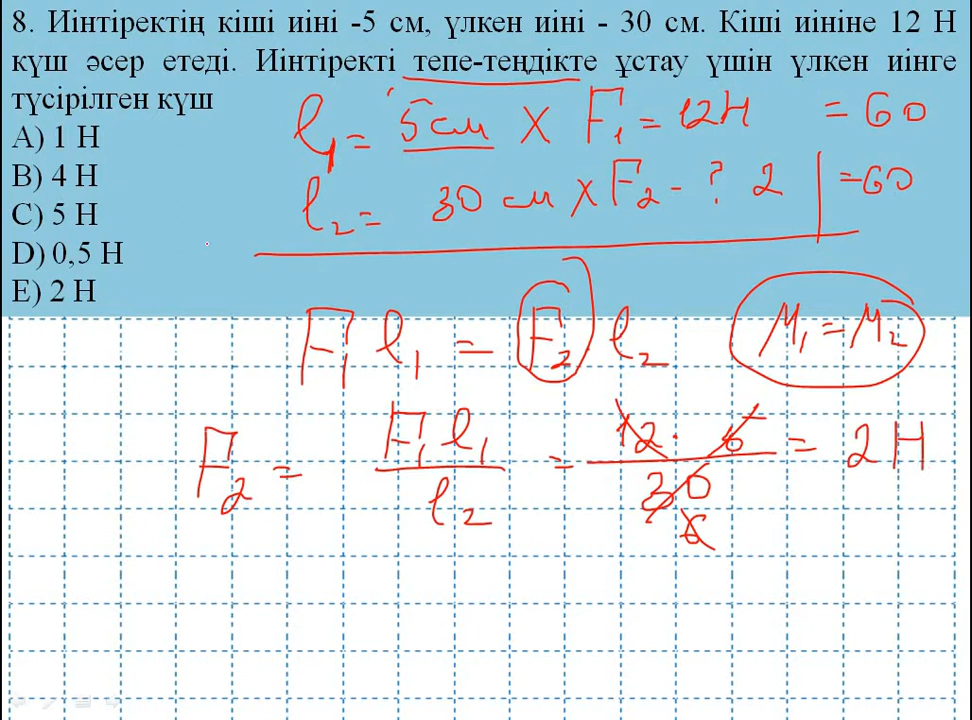 8. Иінтіректің кіші иіні -5 см, үлкен иіні - 30 см. Кіші иініне 12 Н
күш әсер етеді. Иінтіректі тепе-теңдікте ұстау үшін үлкен иінге
түсірілген күш
A) 1 Н
B) 4 Н
C) 5 Н
D) 0,5 Н
E) 2 Н
l₁ = 5 см X F₁ = 12Н = 60
l₂ = 30 см X F₂ - ? 2 | = 60
F₁ l₁ = F₂ l₂
M₁ = M₂
F₂ = F₁ l₁ / l₂ = 12 · 5 / 30 = 2 Н
6